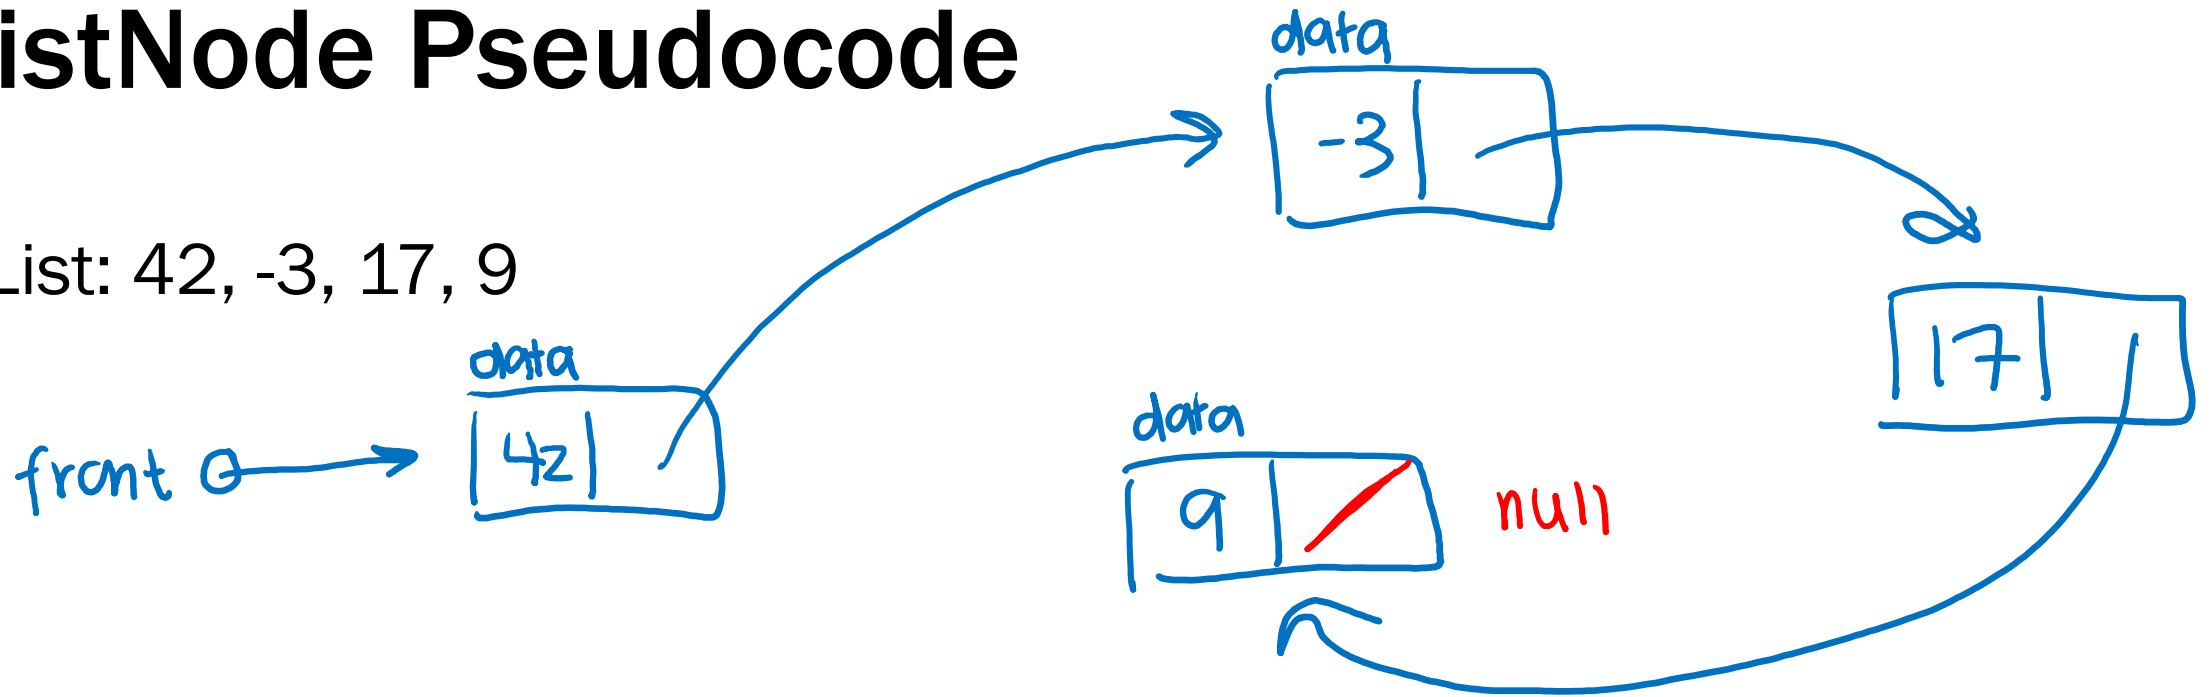 istNode Pseudocode
List: 42, -3, 17, 9
data
-3
17
data
42
front
data
9
null